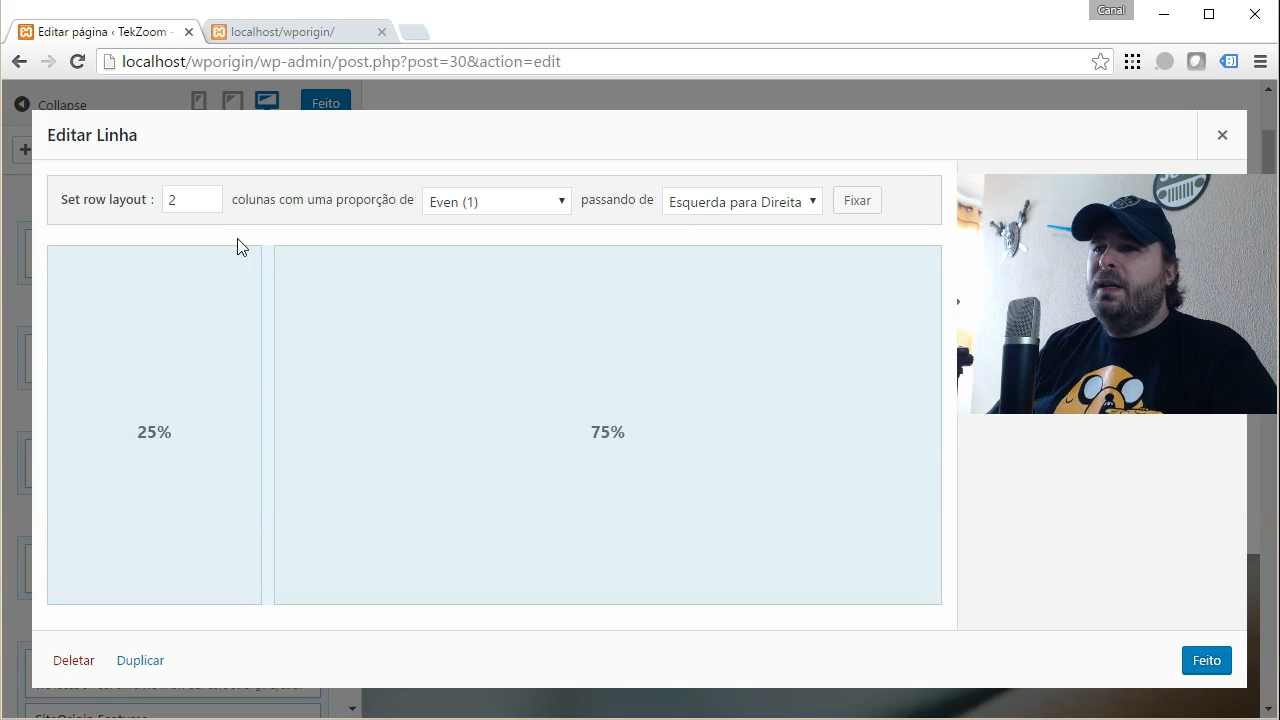 Canal
Editar página ‹ TekZoom -
localhost/wporigin/
localhost/wporigin/wp-admin/post.php?post=30&action=edit
Collapse
Feito
Editar Linha
Set row layout :
2
colunas com uma proporção de
Even (1)
passando de
Esquerda para Direita
Fixar
25%
75%
Deletar
Duplicar
Feito